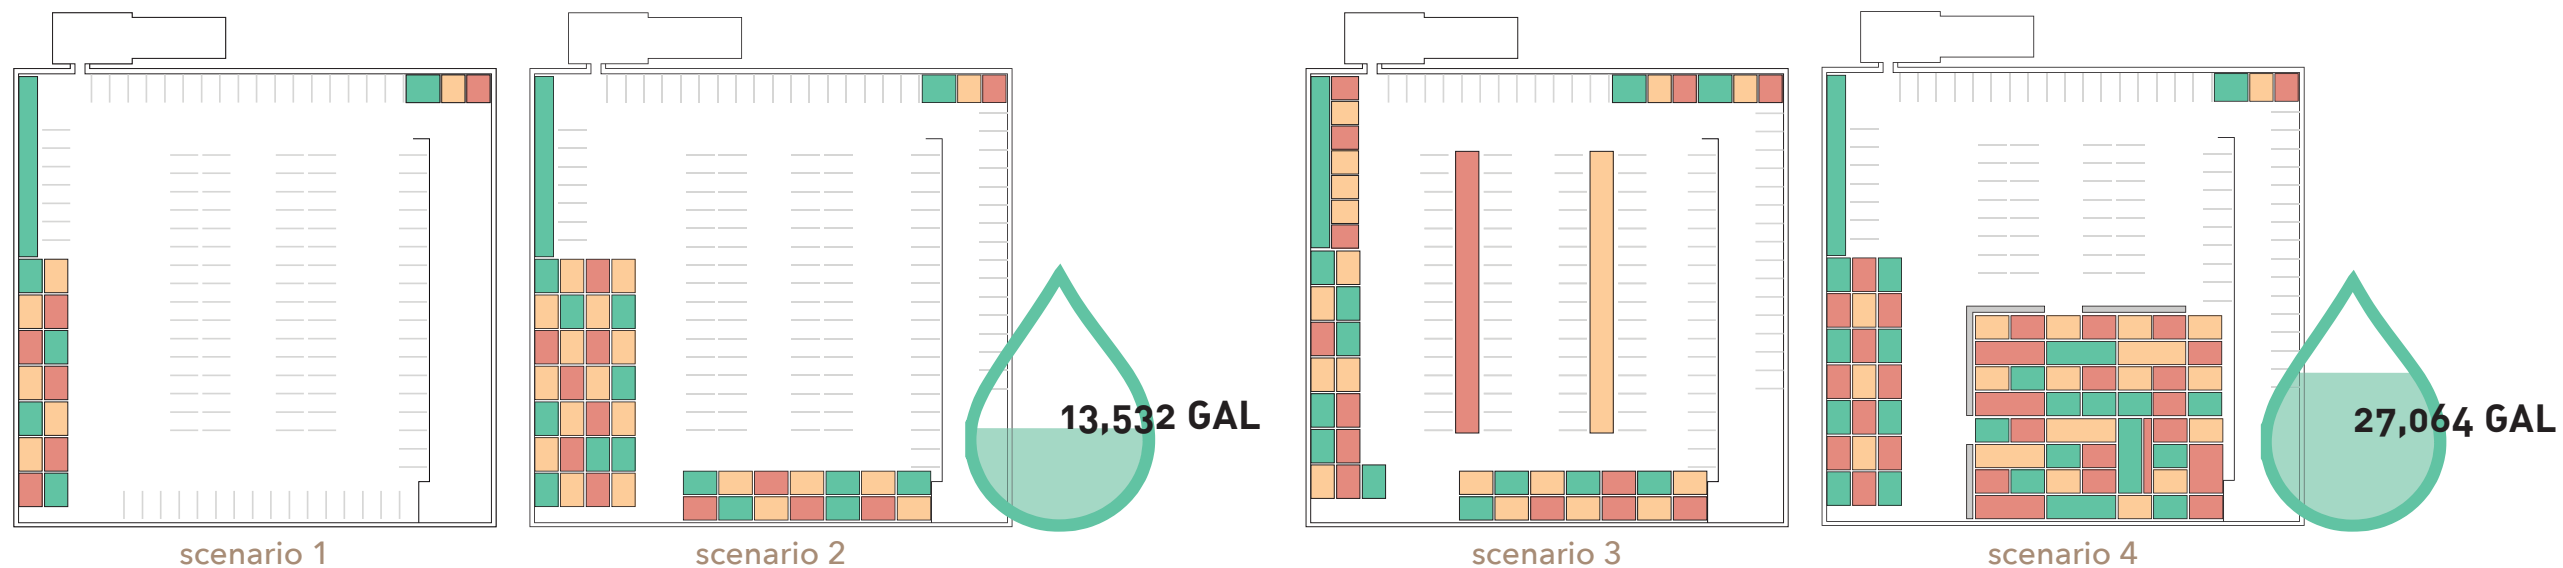 13,532 GAL
27,064 GAL
scenario 1
scenario 2
scenario 3
scenario 4